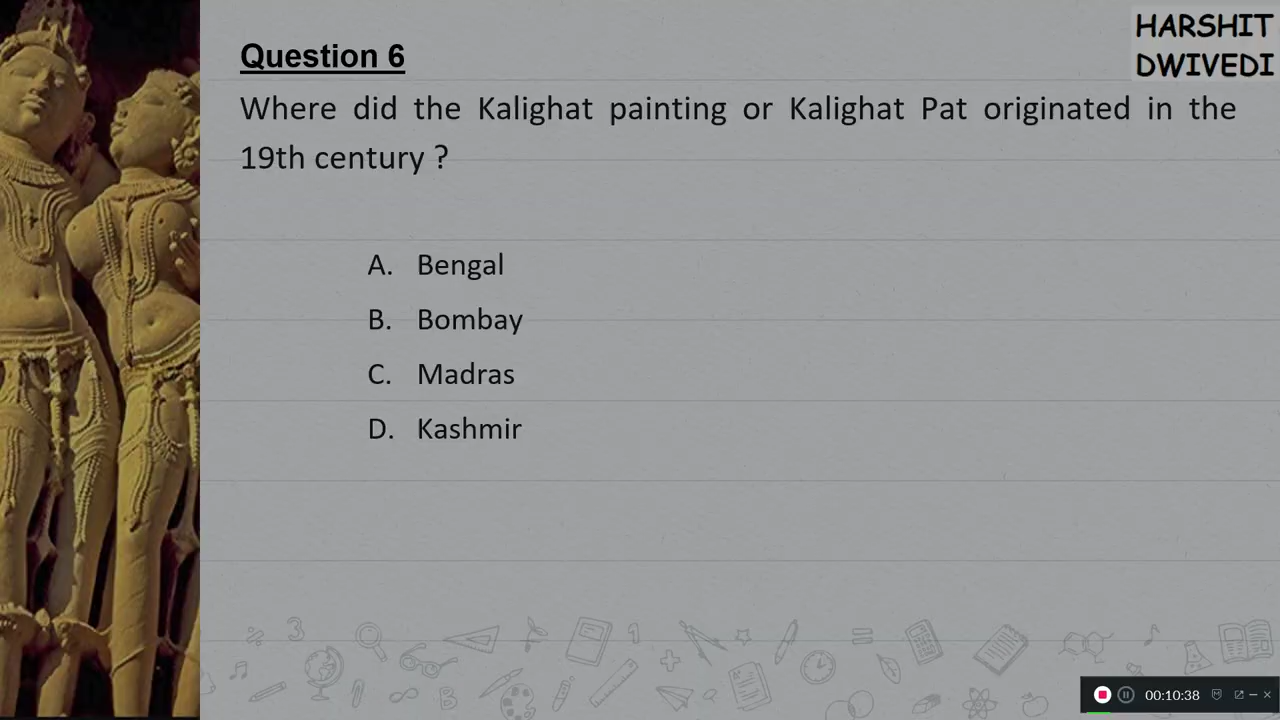 HARSHIT
DWIVEDI
Question 6
Where did the Kalighat painting or Kalighat Pat originated in the
19th century ?
A. Bengal
B. Bombay
C. Madras
D. Kashmir
00:10:38